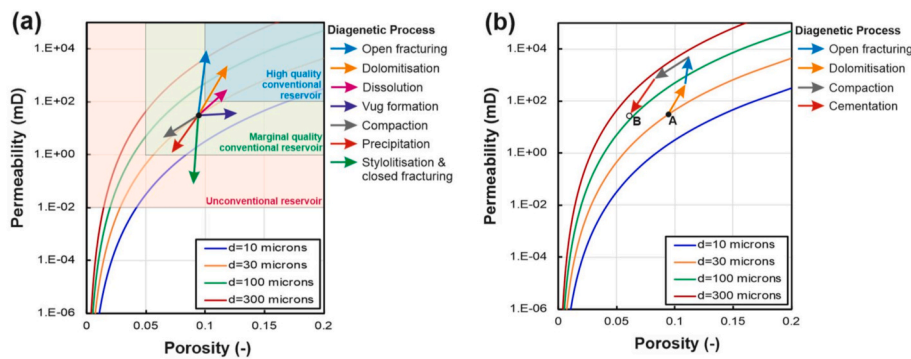 (a)
Permeability (mD)
1.E+04
1.E+02
1.E+00
1.E-02
1.E-04
1.E-06
0
0.05
0.1
0.15
0.2
Porosity (-)
High quality
conventional
reservoir
Marginal quality
conventional reservoir
Unconventional reservoir
d=10 microns
d=30 microns
d=100 microns
d=300 microns
Diagenetic Process
Open fracturing
Dolomitisation
Dissolution
Vug formation
Compaction
Precipitation
Stylolitisation &
closed fracturing
(b)
Permeability (mD)
1.E+04
1.E+02
1.E+00
1.E-02
1.E-04
1.E-06
0
0.05
0.1
0.15
0.2
Porosity (-)
B
A
d=10 microns
d=30 microns
d=100 microns
d=300 microns
Diagenetic Process
Open fracturing
Dolomitisation
Compaction
Cementation